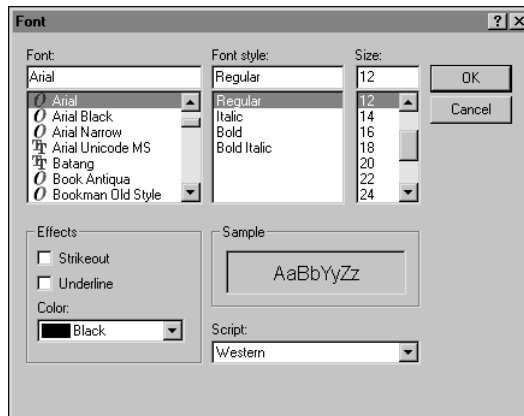 Font
Font:
Arial
Arial
Arial Black
Arial Narrow
Arial Unicode MS
Batang
Book Antiqua
Bookman Old Style
Font style:
Regular
Regular
Italic
Bold
Bold Italic
Size:
12
12
14
16
18
20
22
24
OK
Cancel
Effects
Strikeout
Underline
Color:
Black
Sample
AaBbYyZz
Script:
Western